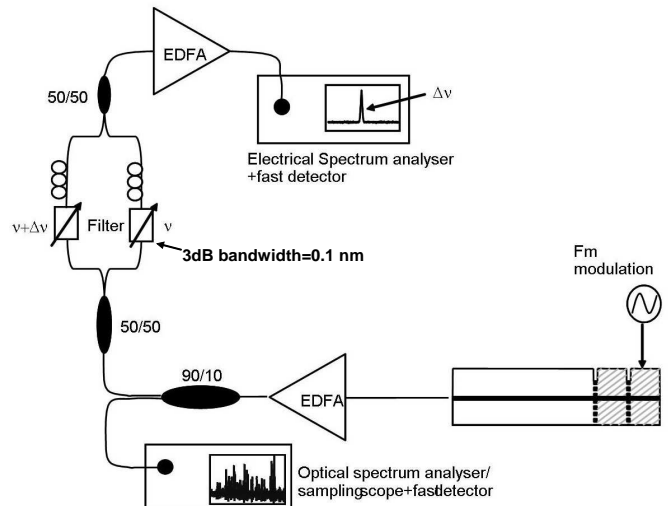 EDFA
50/50
Δν
Electrical Spectrum analyser
+fast detector
ν+Δν
Filter
ν
3dB bandwidth=0.1 nm
Fm
modulation
50/50
90/10
EDFA
Optical spectrum analyser/
samplingscope+fastdetector